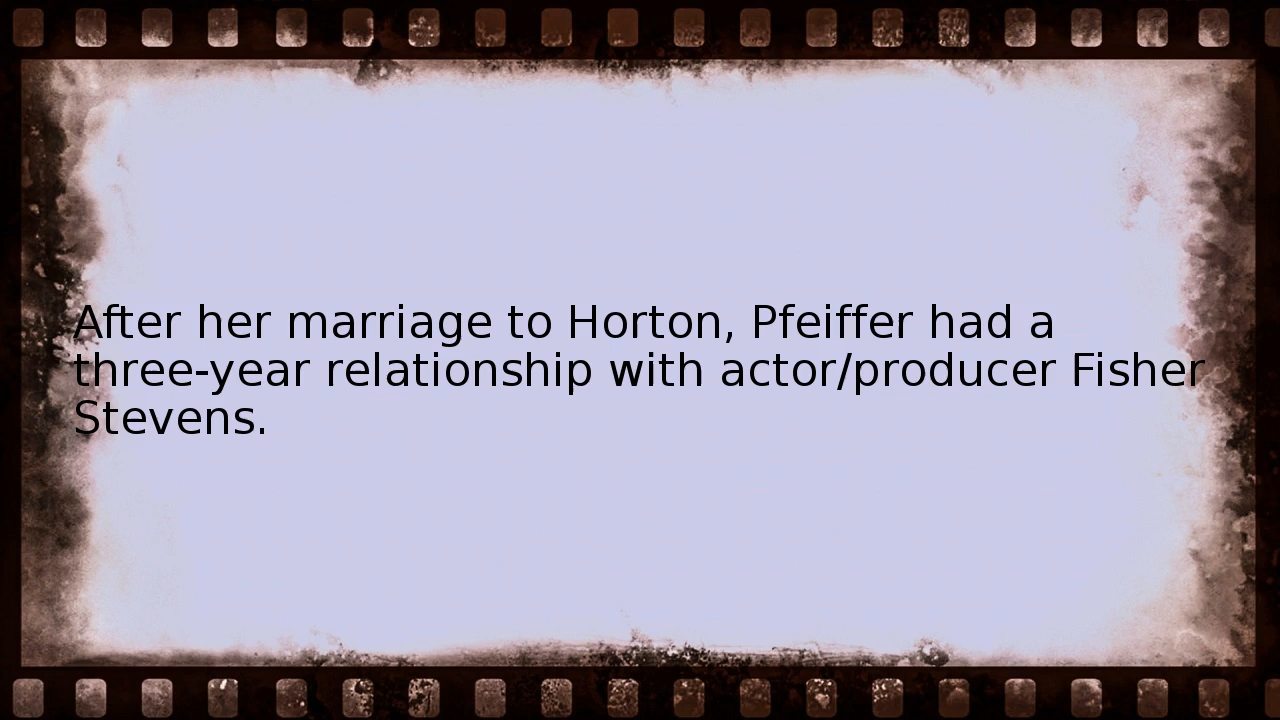 After her marriage to Horton, Pfeiffer had a
three-year relationship with actor/producer Fisher
Stevens.